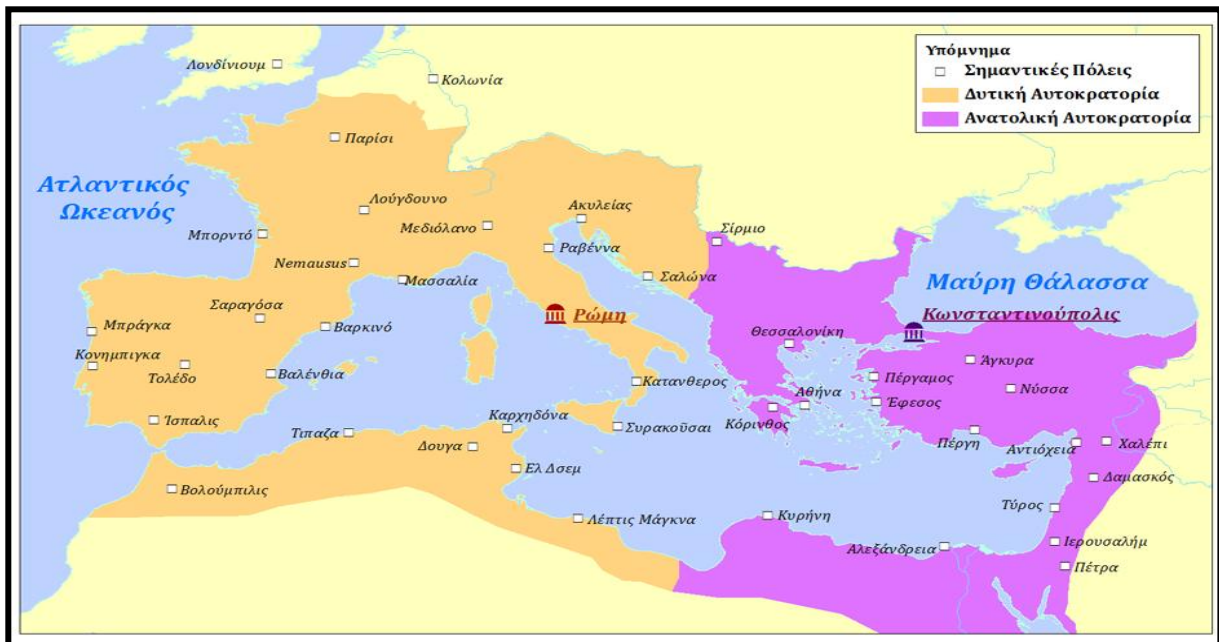 Υπόμνημα
Σημαντικές Πόλεις
Δυτική Αυτοκρατορία
Ανατολική Αυτοκρατορία
Λονδίνιουμ
Κολωνία
Παρίσι
Ατλαντικός
Ωκεανός
Λούγδουνο
Μεδιόλανο
Ακυλείας
Σίρμιο
Μπορντό
Ραβέννα
Nemausus
Μασσαλία
Σαλώνα
Μαύρη Θάλασσα
Σαραγόσα
Μπράγκα
Βαρκινό
Ρώμη
Κωνσταντινούπολις
Θεσσαλονίκη
Κονημπιγκα
Τολέδο
Βαλένθια
Κατανθερος
Άγκυρα
Πέργαμος
Νύσσα
Αθήνα
Έφεσος
Ίσπαλις
Τιπαζα
Καρχηδόνα
Συρακοῦσαι
Κόρινθος
Πέργη
Αντιόχεια
Χαλέπι
Δουγα
Ελ Δσεμ
Δαμασκός
Βολούμπιλις
Λέπτις Μάγκνα
Κυρήνη
Τύρος
Αλεξάνδρεια
Ιερουσαλήμ
Πέτρα